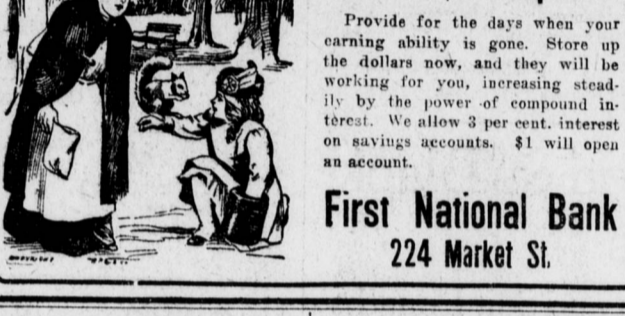 Provide for the days when your
earning ability is gone. Store up
the dollars now, and they will be
working for you, increasing stead-
ily by the power of compound in-
terest. We allow 3 per cent. interest
on savings accounts. $1 will open
an account.
First National Bank
224 Market St.